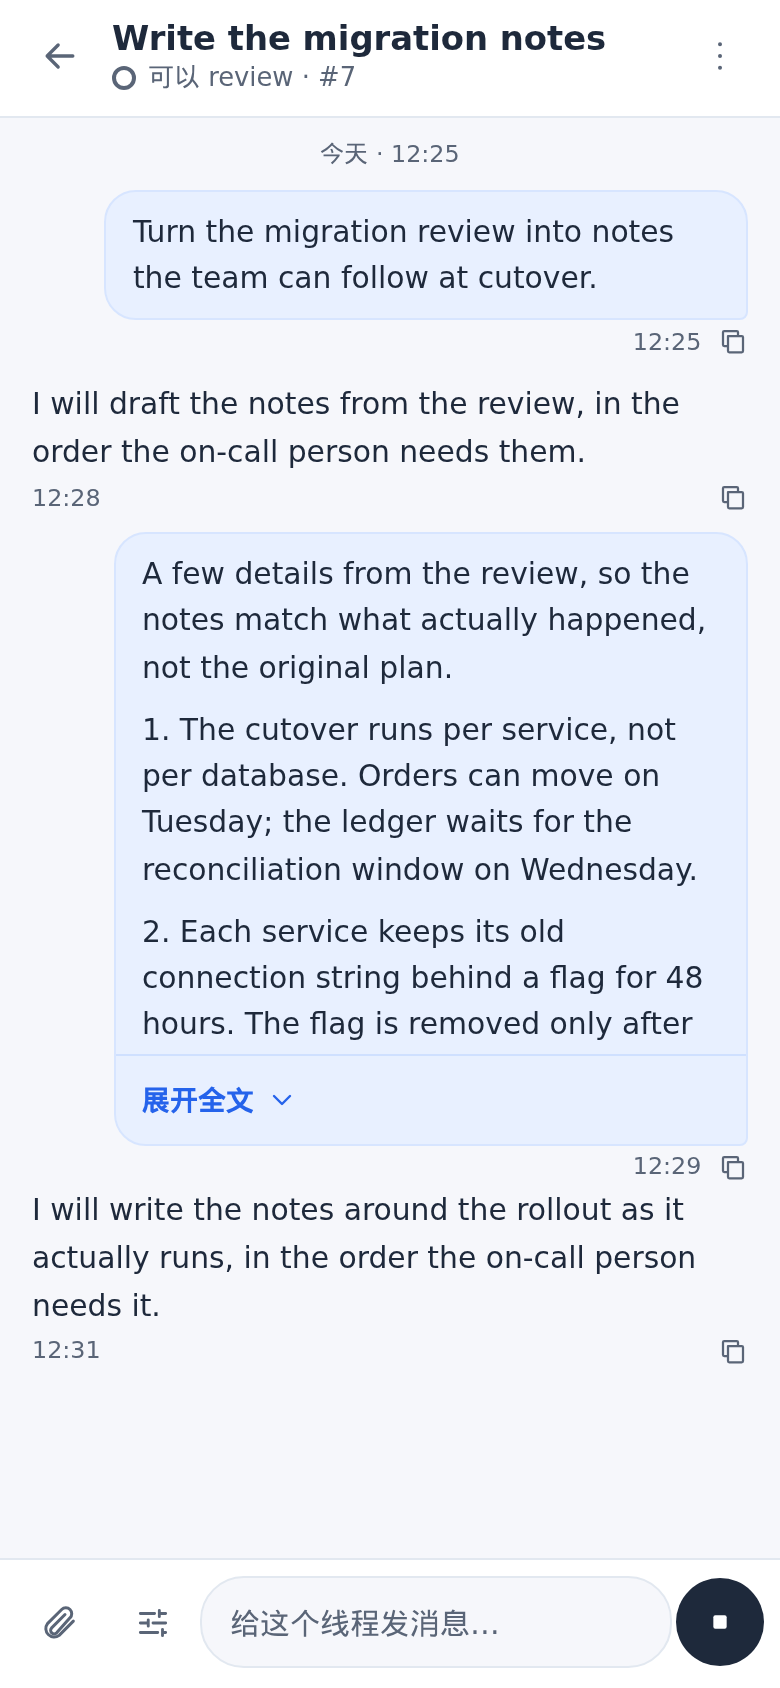 Write the migration notes
可以 review · #7
今天 · 12:25
Turn the migration review into notes
the team can follow at cutover.
12:25
I will draft the notes from the review, in the
order the on-call person needs them.
12:28
A few details from the review, so the
notes match what actually happened,
not the original plan.
1. The cutover runs per service, not
per database. Orders can move on
Tuesday; the ledger waits for the
reconciliation window on Wednesday.
2. Each service keeps its old
connection string behind a flag for 48
hours. The flag is removed only after
展开全文
12:29
I will write the notes around the rollout as it
actually runs, in the order the on-call person
needs it.
12:31
给这个线程发消息...